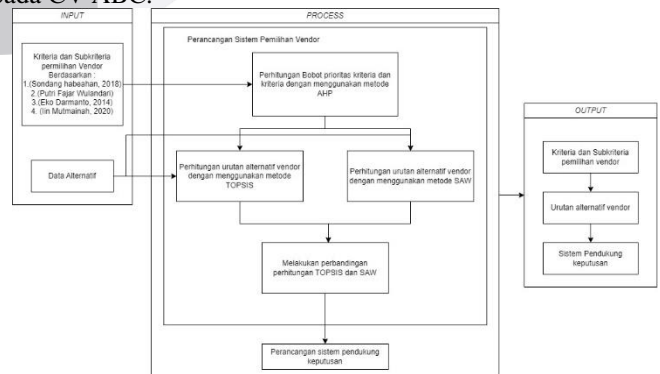 pada CV ABC.
INPUT
Kriteria dan Subkriteria
permilihan Vendor
Berdasarkan :
1.(Sondang habeahan, 2018)
2.(Putri Fajar Wulandari)
3.(Eko Darmanto, 2014)
4. (Iin Mutmainah, 2020)
Data Alternatif
PROCESS
Perancangan Sistem Pemilihan Vendor
Perhitungan Bobot prioritas kriteria dan
kriteria dengan menggunakan metode
AHP
Perhitungan urutan alternatif vendor
dengan menggunakan metode
TOPSIS
Perhitungan urutan alternatif vendor
dengan menggunakan metode SAW
Melakukan perbandingan
perhitungan TOPSIS dan SAW
Perancangan sistem pendukung
keputusan
OUTPUT
Kriteria dan Subkriteria
pemilihan vendor
Urutan alternatif vendor
Sistem Pendukung
keputusan